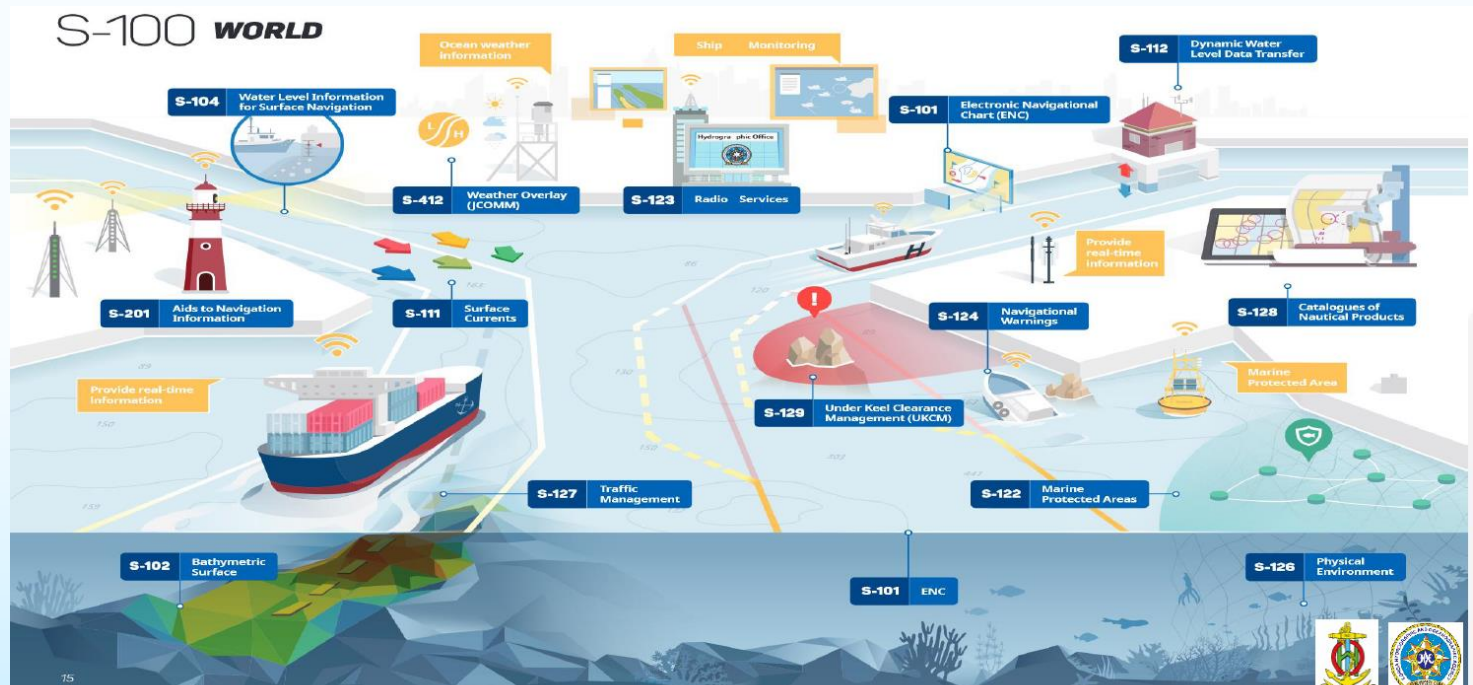 S-100 WORLD
Ocean weather
information
Ship Monitoring
S-112
Dynamic Water
Level Data Transfer
S-104
Water Level Information
for Surface Navigation
S-101
Electronic Navigational
Chart (ENC)
Hydrogra phic Office
L
H
S-412
Weather Overlay
(JCOMM)
S-123
Radio Services
H
Provide
real-time
information
S-201
Aids to Navigation
Information
S-111
Surface
Currents
!
S-124
Navigational
Warnings
S-128
Catalogues of
Nautical Products
Provide real-time
information
Marine
Protected Area
S-129
Under Keel Clearance
Management (UKCM)
S-127
Traffic
Management
S-122
Marine
Protected Areas
S-102
Bathymetric
Surface
S-101
ENC
S-126
Physical
Environment
15